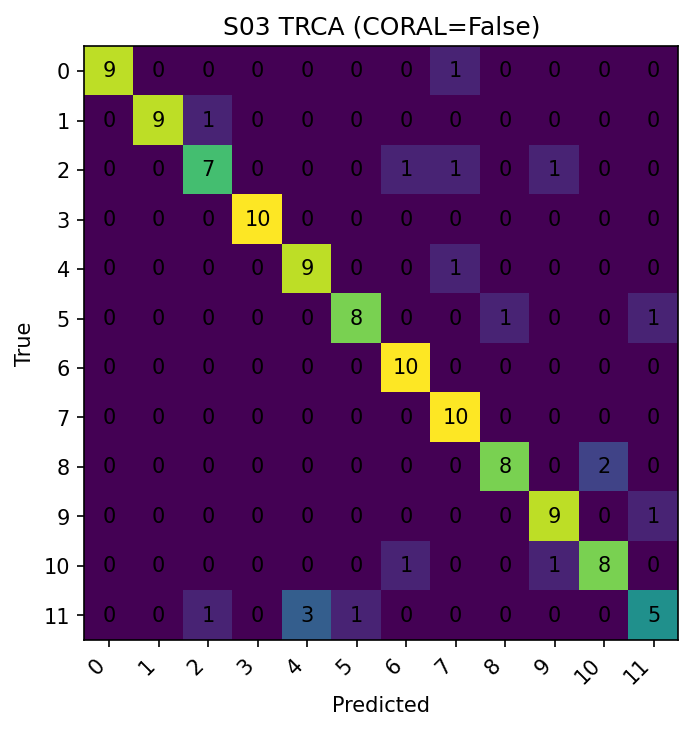 S03 TRCA (CORAL=False)
True
0 9 0 0 0 0 0 0 1 0 0 0 0
1 0 9 1 0 0 0 0 0 0 0 0 0
2 0 0 7 0 0 0 1 1 0 1 0 0
3 0 0 0 10 0 0 0 0 0 0 0 0
4 0 0 0 0 9 0 0 1 0 0 0 0
5 0 0 0 0 0 8 0 0 1 0 0 1
6 0 0 0 0 0 0 10 0 0 0 0 0
7 0 0 0 0 0 0 0 10 0 0 0 0
8 0 0 0 0 0 0 0 0 8 0 2 0
9 0 0 0 0 0 0 0 0 0 9 0 1
10 0 0 0 0 0 0 1 0 0 1 8 0
11 0 0 1 0 3 1 0 0 0 0 0 5
0 1 2 3 4 5 6 7 8 9 10 11
Predicted